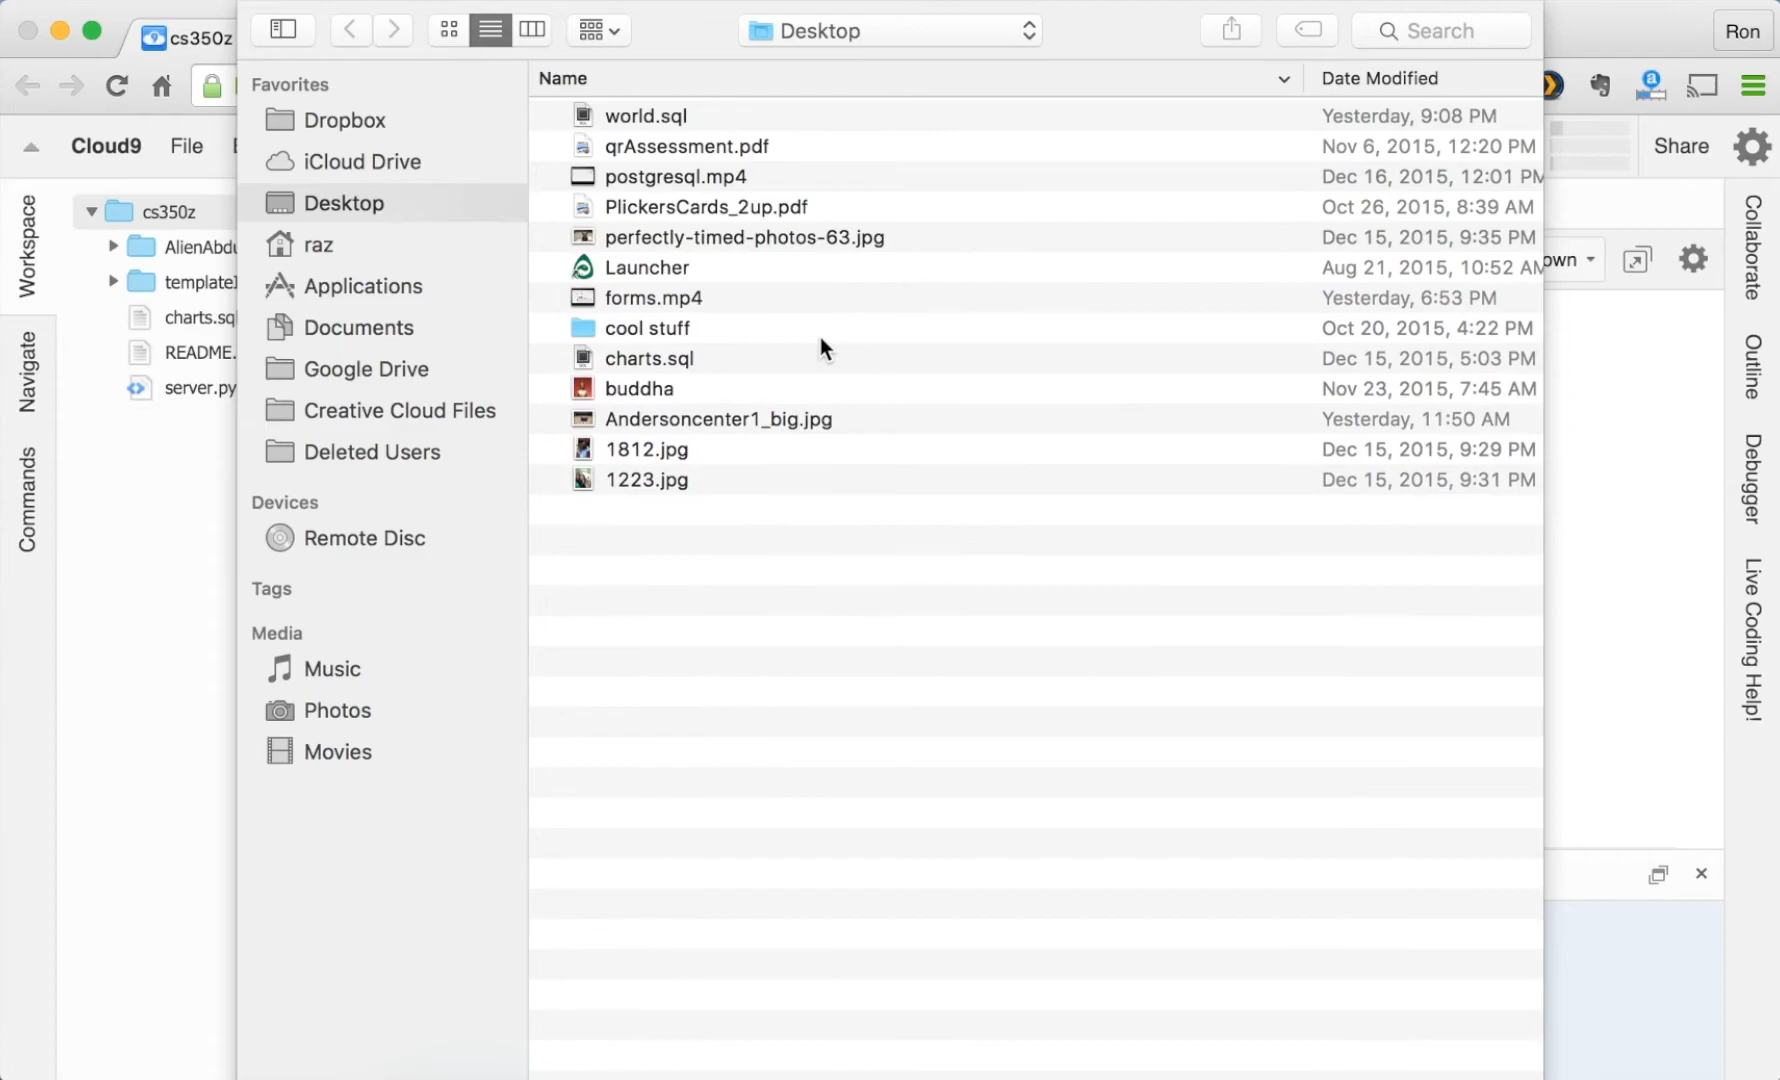 cs350z
Desktop
Search
Ron
Favorites
Name
Date Modified
Dropbox
iCloud Drive
Desktop
raz
Applications
Documents
Google Drive
Creative Cloud Files
Deleted Users
Devices
Remote Disc
Tags
Media
Music
Photos
Movies
world.sql Yesterday, 9:08 PM
qrAssessment.pdf Nov 6, 2015, 12:20 PM
postgresql.mp4 Dec 16, 2015, 12:01 PM
PlickersCards_2up.pdf Oct 26, 2015, 8:39 AM
perfectly-timed-photos-63.jpg Dec 15, 2015, 9:35 PM
Launcher Aug 21, 2015, 10:52 AM
forms.mp4 Yesterday, 6:53 PM
cool stuff Oct 20, 2015, 4:22 PM
charts.sql Dec 15, 2015, 5:03 PM
buddha Nov 23, 2015, 7:45 AM
Andersoncenter1_big.jpg Yesterday, 11:50 AM
1812.jpg Dec 15, 2015, 9:29 PM
1223.jpg Dec 15, 2015, 9:31 PM
Cloud9 File
Share
Workspace
Navigate
Commands
cs350z
AlienAbdu
template
charts.sql
README.
server.py
own
Collaborate
Outline
Debugger
Live Coding Help!